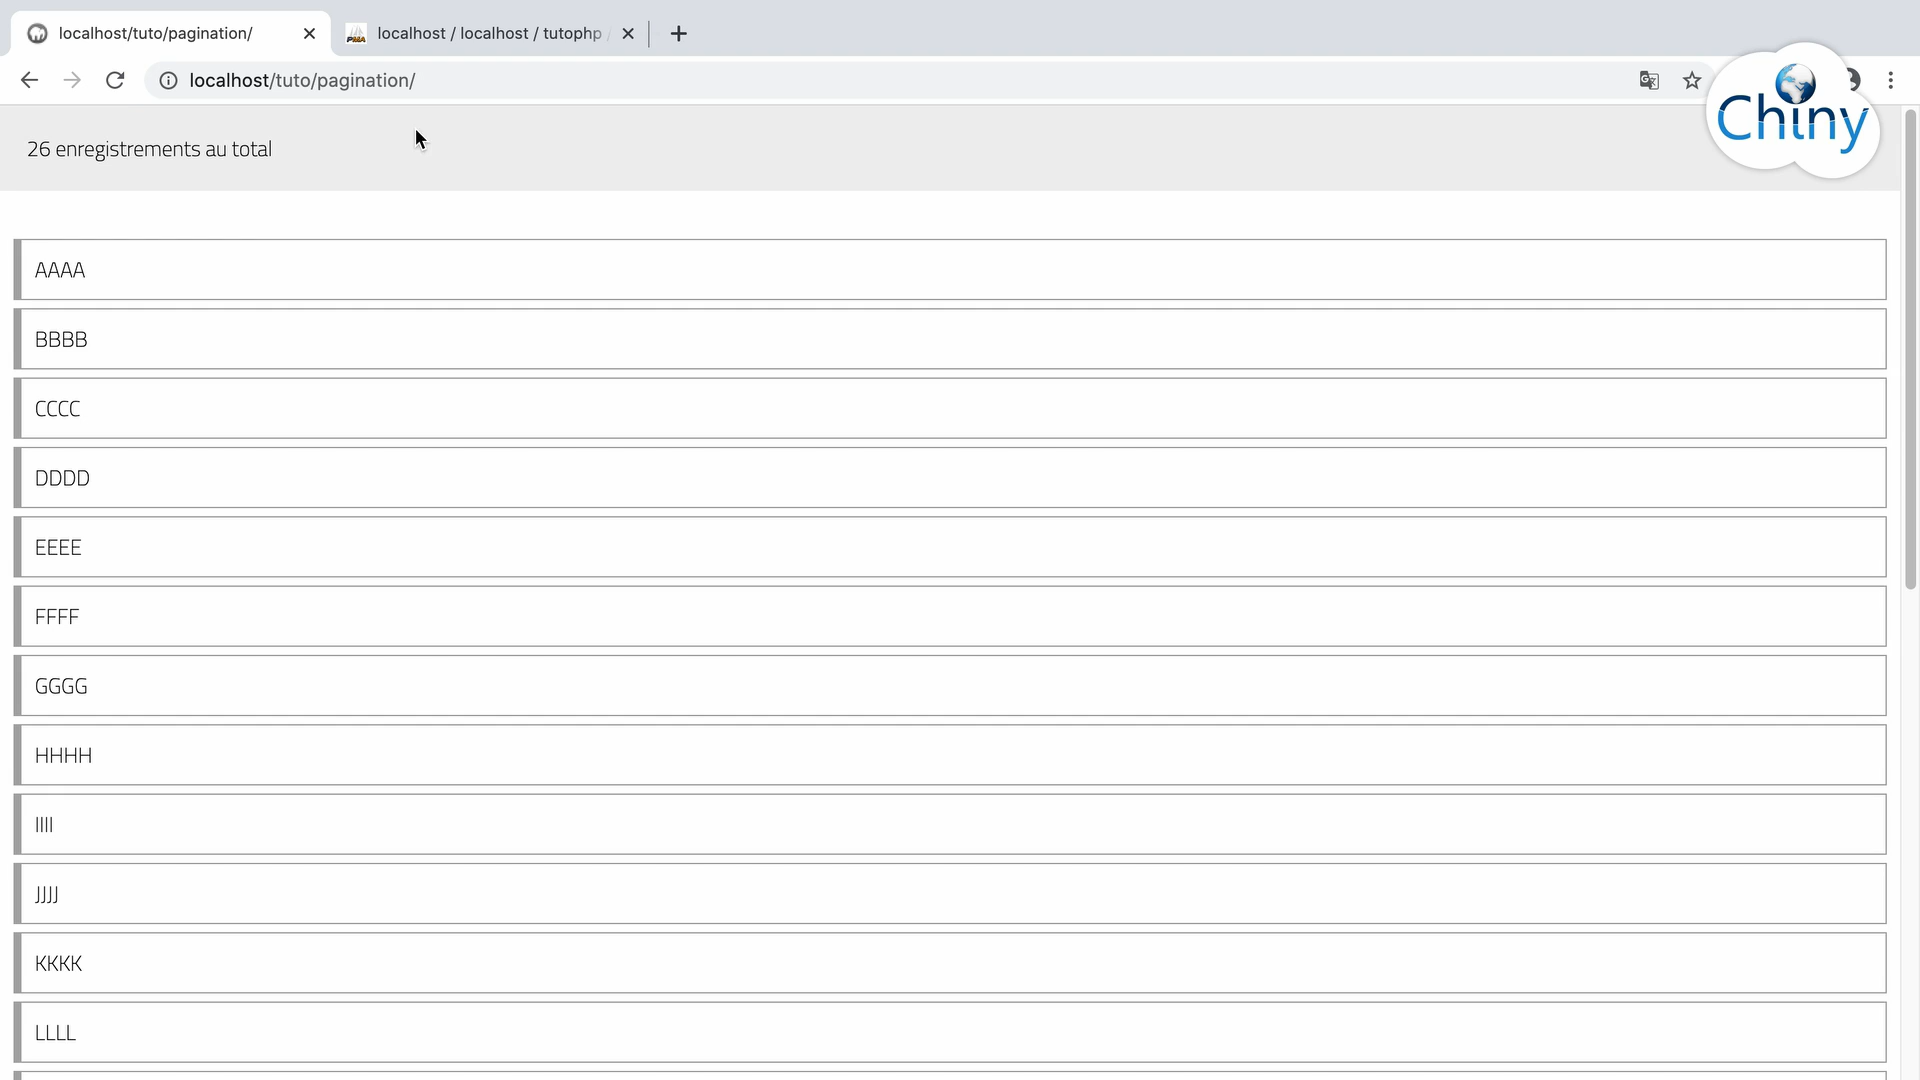 localhost/tuto/pagination/
localhost / localhost / tutophp /
localhost/tuto/pagination/
Chiny
26 enregistrements au total
AAAA
BBBB
CCCC
DDDD
EEEE
FFFF
GGGG
HHHH
IIII
JJJJ
KKKK
LLLL